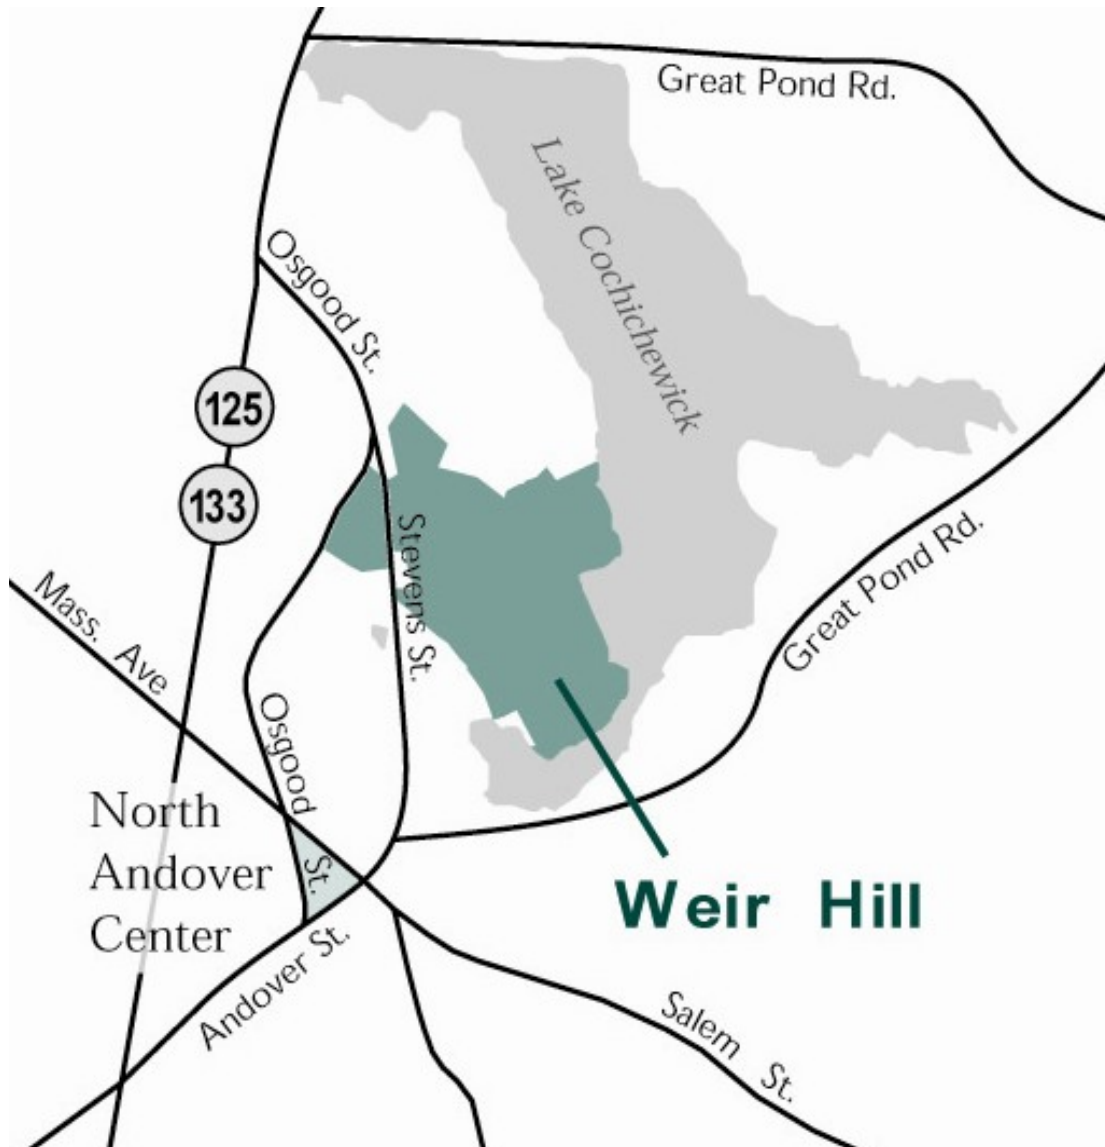 Great Pond Rd.
Lake Cochichewick
Osgood St.
125
133
Stevens St.
Great Pond Rd.
Mass. Ave
Osgood St.
North
Andover
Center
Weir Hill
Andover St.
Salem St.